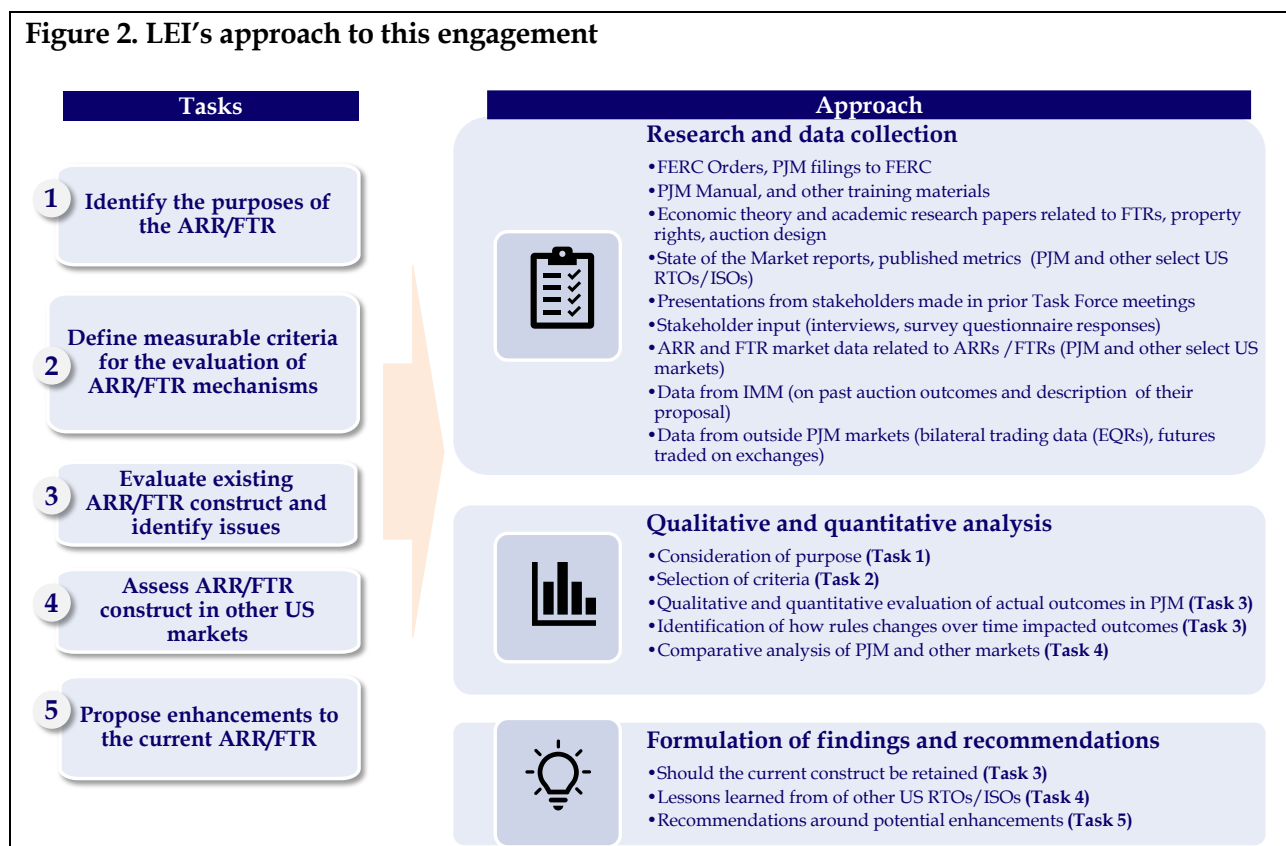 Figure 2. LEI's approach to this engagement
Tasks
1
Identify the purposes of
the ARR/FTR
2
Define measurable criteria
for the evaluation of
ARR/FTR mechanisms
3
Evaluate existing
ARR/FTR construct and
identify issues
4
Assess ARR/FTR
construct in other US
markets
5
Propose enhancements to
the current ARR/FTR
Approach
Research and data collection
•FERC Orders, PJM filings to FERC
•PJM Manual, and other training materials
•Economic theory and academic research papers related to FTRs, property
rights, auction design
•State of the Market reports, published metrics (PJM and other select US
RTOs/ISOs)
•Presentations from stakeholders made in prior Task Force meetings
•Stakeholder input (interviews, survey questionnaire responses)
•ARR and FTR market data related to ARRs /FTRs (PJM and other select US
markets)
•Data from IMM (on past auction outcomes and description of their
proposal)
•Data from outside PJM markets (bilateral trading data (EQRs), futures
traded on exchanges)
Qualitative and quantitative analysis
•Consideration of purpose (Task 1)
•Selection of criteria (Task 2)
•Qualitative and quantitative evaluation of actual outcomes in PJM (Task 3)
•Identification of how rules changes over time impacted outcomes (Task 3)
•Comparative analysis of PJM and other markets (Task 4)
Formulation of findings and recommendations
•Should the current construct be retained (Task 3)
•Lessons learned from of other US RTOs/ISOs (Task 4)
•Recommendations around potential enhancements (Task 5)